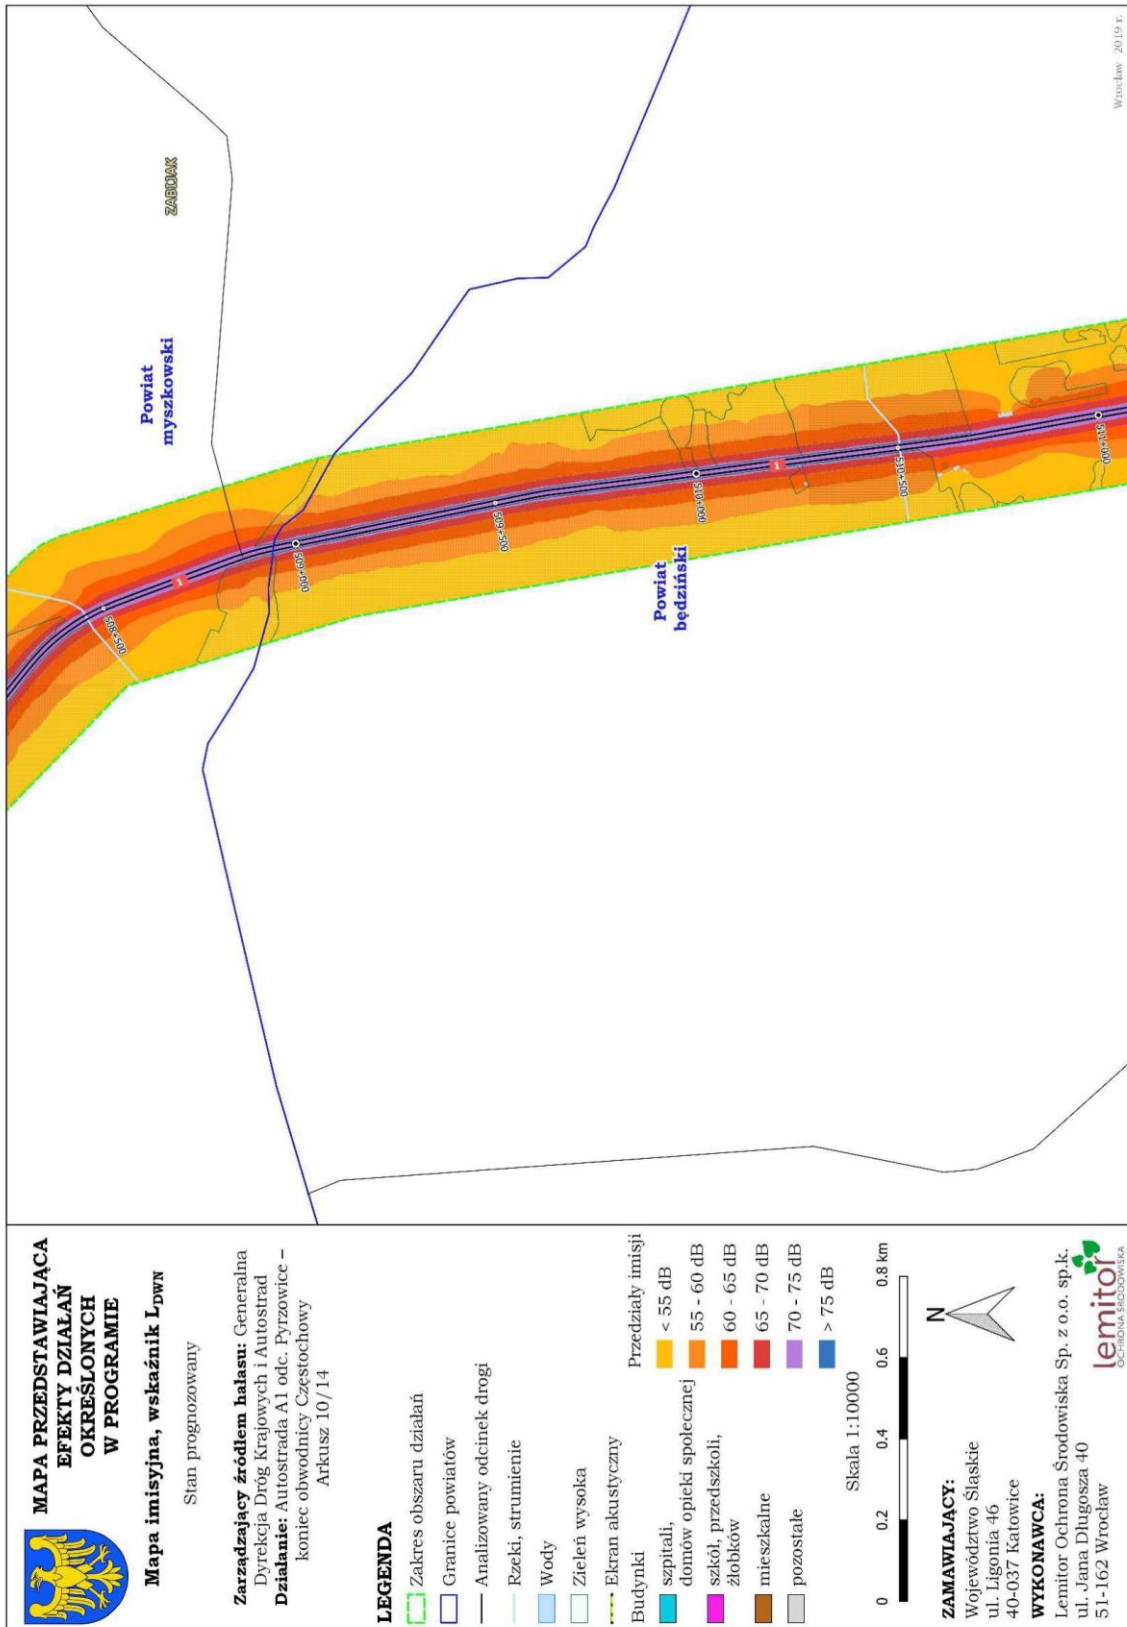 MAPA PRZEDSTAWIAJĄCA
EFEKTY DZIAŁAŃ
OKREŚLONYCH
W PROGRAMIE
Mapa imisyjna, wskaźnik LDWN
Stan prognozowany
Zarządzający źródłem hałasu: Generalna
Dyrekcja Dróg Krajowych i Autostrad
Działanie: Autostrada A1 odc. Pyrzowice –
koniec obwodnicy Częstochowy
Arkusz 10/14
LEGENDA
Zakres obszaru działań
Granice powiatów
Analizowany odcinek drogi
Rzeki, strumienie
Wody
Zieleń wysoka
Ekran akustyczny
Budynki
szpitali,
domów opieki społecznej
szkół, przedszkoli,
żłobków
mieszkalne
pozostałe
Przedziały imisji
< 55 dB
55 - 60 dB
60 - 65 dB
65 - 70 dB
70 - 75 dB
> 75 dB
Skala 1:10000
0 0.2 0.4 0.6 0.8 km
N
ZAMAWIAJĄCY:
Województwo Śląskie
ul. Ligonia 46
40-037 Katowice
WYKONAWCA:
Lemitor Ochrona Środowiska Sp. z o.o. sp.k.
ul. Jana Długosza 40
51-162 Wrocław
lemitor
OCHRONA ŚRODOWISKA
Powiat
myszkowski
ZABIJAK
Powiat
będziński
1
1
508+500
509+000
509+500
510+000
510+500
511+000
Wrocław 2019 r.